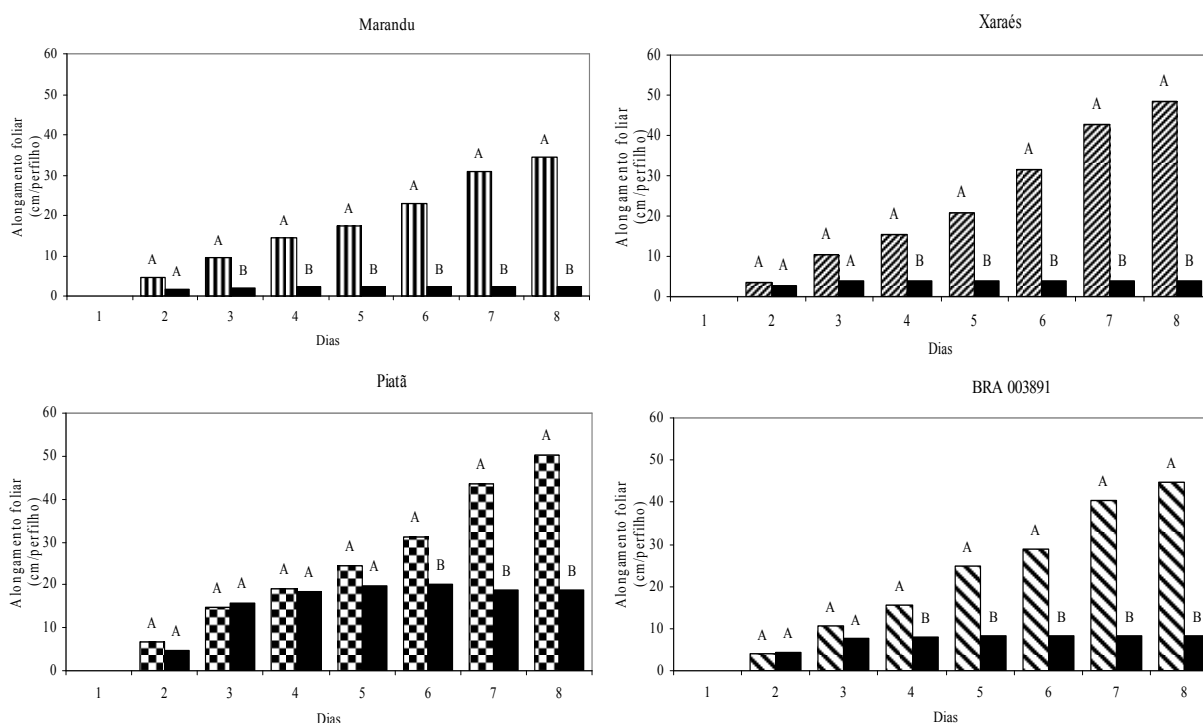 Marandu
Alongamento foliar
(cm/perfilho)
60
50
40
30
20
10
0
A A
A B
A B
A B
A B
A B
A B
1 2 3 4 5 6 7 8
Dias
Xaraés
Alongamento foliar
(cm/perfilho)
60
50
40
30
20
10
0
A A
A A
A B
A B
A B
A B
A B
1 2 3 4 5 6 7 8
Dias
Piatã
Alongamento foliar
(cm/perfilho)
60
50
40
30
20
10
0
A A
A A
A A
A A
A B
A B
A B
1 2 3 4 5 6 7 8
Dias
BRA 003891
Alongamento foliar
(cm/perfilho)
60
50
40
30
20
10
0
A A
A A
A B
A B
A B
A B
A B
1 2 3 4 5 6 7 8
Dias